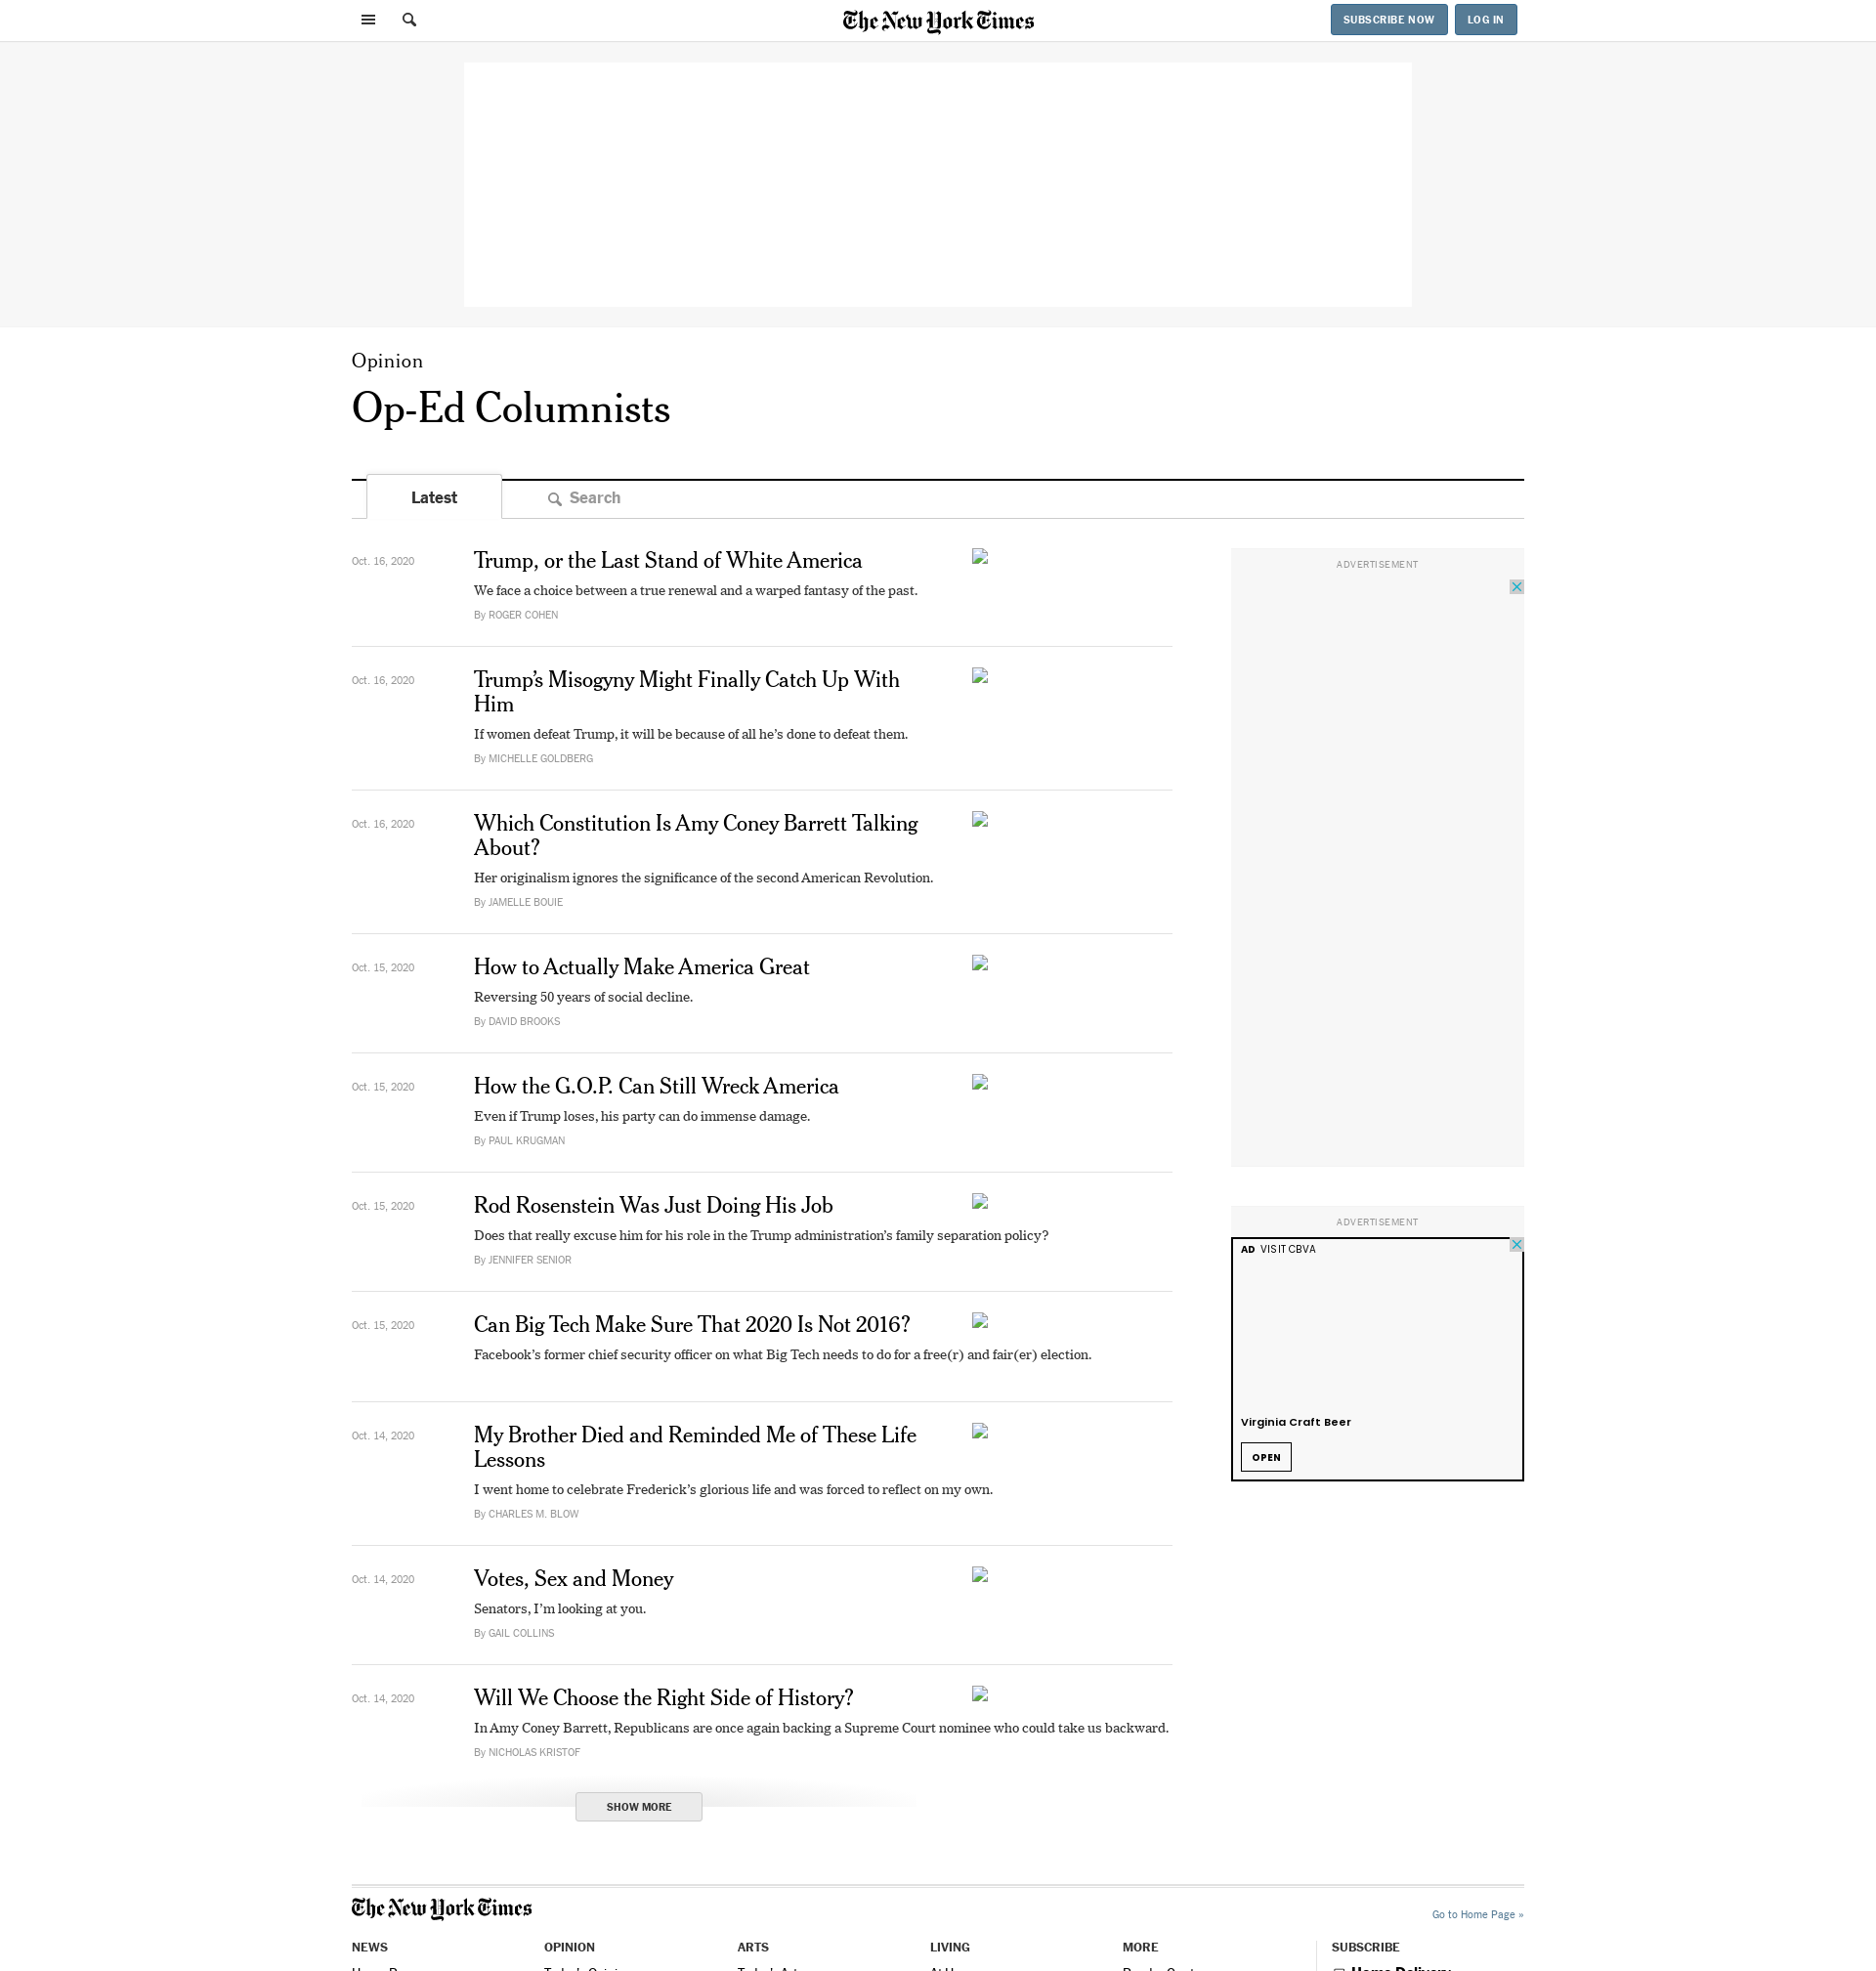 The New York Times
SUBSCRIBE NOW
LOG IN
Opinion
Op-Ed Columnists
Latest
Search
Oct. 16, 2020
Trump, or the Last Stand of White America
We face a choice between a true renewal and a warped fantasy of the past.
By ROGER COHEN
Oct. 16, 2020
Trump’s Misogyny Might Finally Catch Up With
Him
If women defeat Trump, it will be because of all he’s done to defeat them.
By MICHELLE GOLDBERG
Oct. 16, 2020
Which Constitution Is Amy Coney Barrett Talking
About?
Her originalism ignores the significance of the second American Revolution.
By JAMELLE BOUIE
Oct. 15, 2020
How to Actually Make America Great
Reversing 50 years of social decline.
By DAVID BROOKS
Oct. 15, 2020
How the G.O.P. Can Still Wreck America
Even if Trump loses, his party can do immense damage.
By PAUL KRUGMAN
Oct. 15, 2020
Rod Rosenstein Was Just Doing His Job
Does that really excuse him for his role in the Trump administration’s family separation policy?
By JENNIFER SENIOR
Oct. 15, 2020
Can Big Tech Make Sure That 2020 Is Not 2016?
Facebook’s former chief security officer on what Big Tech needs to do for a free(r) and fair(er) election.
Oct. 14, 2020
My Brother Died and Reminded Me of These Life
Lessons
I went home to celebrate Frederick’s glorious life and was forced to reflect on my own.
By CHARLES M. BLOW
Oct. 14, 2020
Votes, Sex and Money
Senators, I’m looking at you.
By GAIL COLLINS
Oct. 14, 2020
Will We Choose the Right Side of History?
In Amy Coney Barrett, Republicans are once again backing a Supreme Court nominee who could take us backward.
By NICHOLAS KRISTOF
SHOW MORE
ADVERTISEMENT
ADVERTISEMENT
AD VISIT CBVA
Virginia Craft Beer
OPEN
The New York Times
Go to Home Page »
NEWS
OPINION
ARTS
LIVING
MORE
SUBSCRIBE
Home Delivery